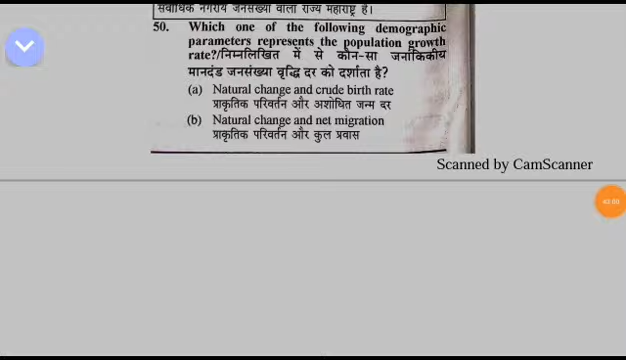 सर्वाधिक नगरीय जनसंख्या वाला राज्य महाराष्ट्र है।
50. Which one of the following demographic
parameters represents the population growth
rate?/निम्नलिखित में से कौन-सा जनांकिकीय
मानदंड जनसंख्या वृद्धि दर को दर्शाता है?
(a) Natural change and crude birth rate
प्राकृतिक परिवर्तन और अशोधित जन्म दर
(b) Natural change and net migration
प्राकृतिक परिवर्तन और कुल प्रवास
Scanned by CamScanner